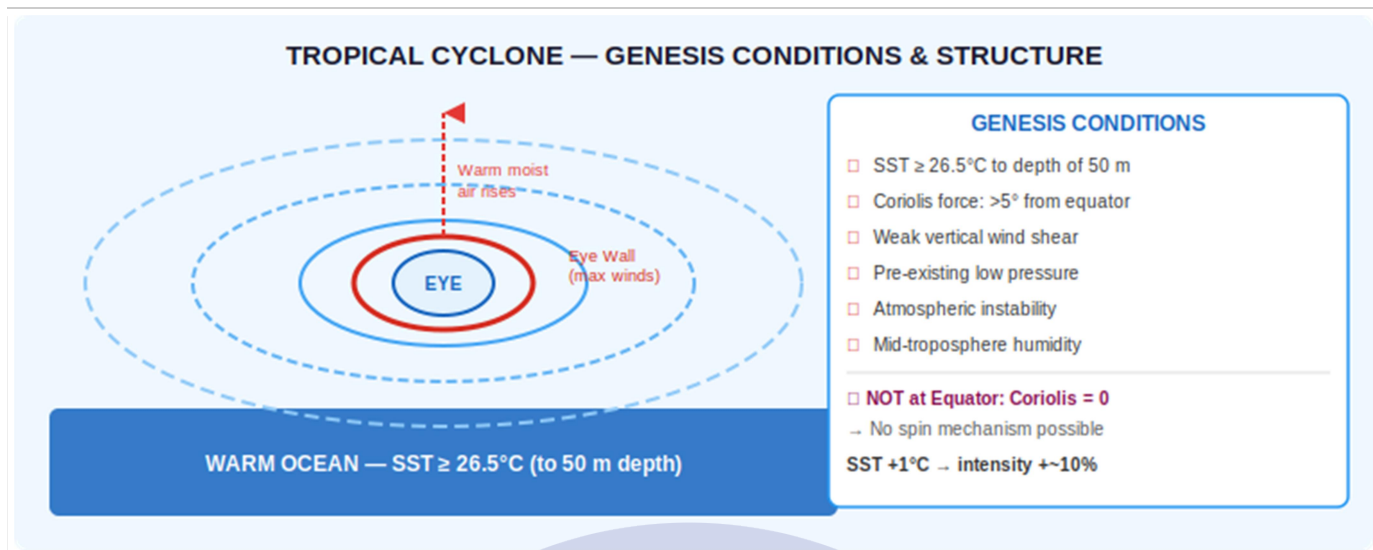 TROPICAL CYCLONE — GENESIS CONDITIONS & STRUCTURE
Warm moist
air rises
Eye Wall
(max winds)
EYE
WARM OCEAN — SST ≥ 26.5°C (to 50 m depth)
GENESIS CONDITIONS
SST ≥ 26.5°C to depth of 50 m
Coriolis force: >5° from equator
Weak vertical wind shear
Pre-existing low pressure
Atmospheric instability
Mid-troposphere humidity
NOT at Equator: Coriolis = 0
→ No spin mechanism possible
SST +1°C → intensity +~10%